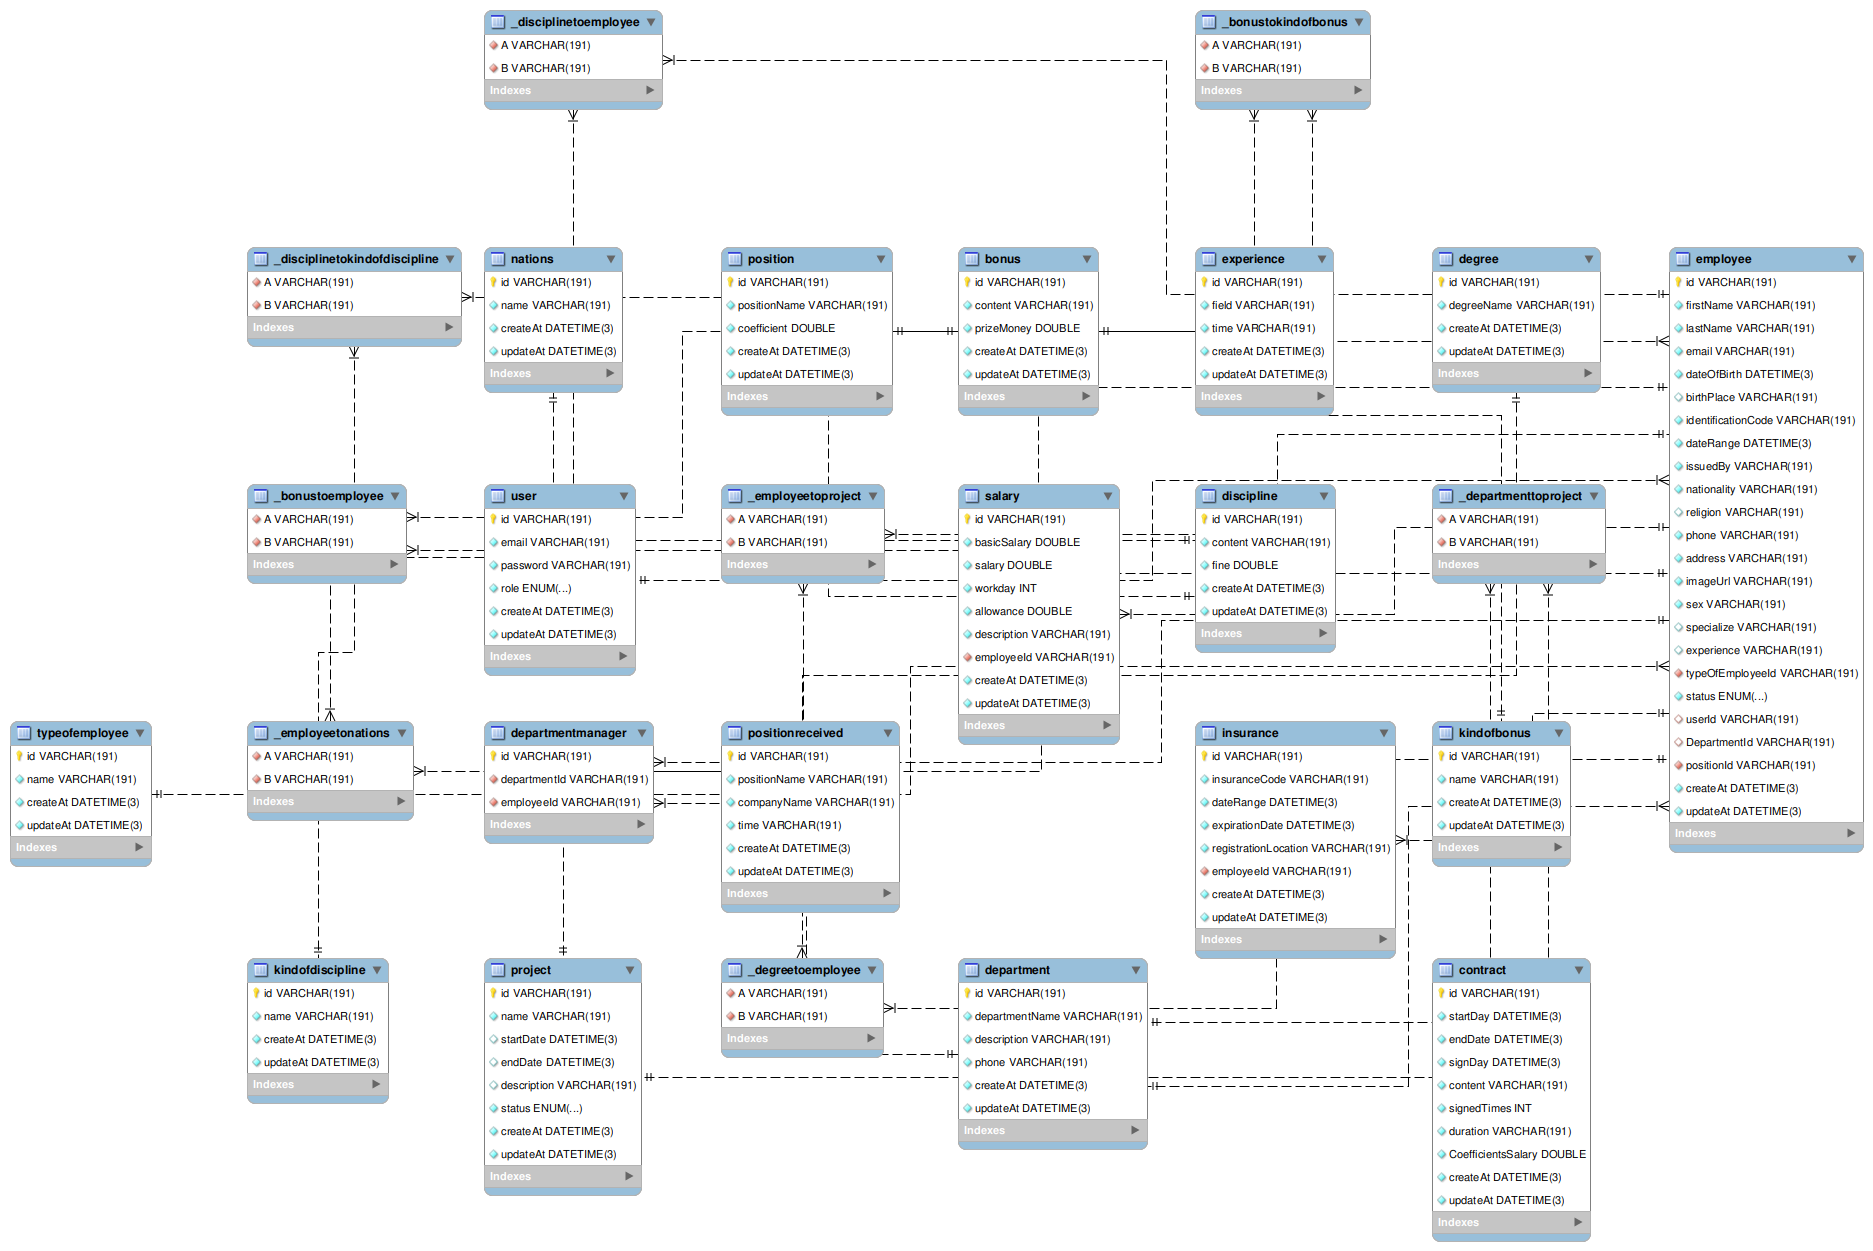 _disciplinetoemployee
A VARCHAR(191)
B VARCHAR(191)
Indexes
_bonustokindofbonus
A VARCHAR(191)
B VARCHAR(191)
Indexes
_disciplinetokindofdiscipline
A VARCHAR(191)
B VARCHAR(191)
Indexes
nations
id VARCHAR(191)
name VARCHAR(191)
createAt DATETIME(3)
updateAt DATETIME(3)
Indexes
position
id VARCHAR(191)
positionName VARCHAR(191)
coefficient DOUBLE
createAt DATETIME(3)
updateAt DATETIME(3)
Indexes
bonus
id VARCHAR(191)
content VARCHAR(191)
prizeMoney DOUBLE
createAt DATETIME(3)
updateAt DATETIME(3)
Indexes
experience
id VARCHAR(191)
field VARCHAR(191)
time VARCHAR(191)
createAt DATETIME(3)
updateAt DATETIME(3)
Indexes
degree
id VARCHAR(191)
degreeName VARCHAR(191)
createAt DATETIME(3)
updateAt DATETIME(3)
Indexes
employee
id VARCHAR(191)
firstName VARCHAR(191)
lastName VARCHAR(191)
email VARCHAR(191)
dateOfBirth DATETIME(3)
birthPlace VARCHAR(191)
identificationCode VARCHAR(191)
dateRange DATETIME(3)
issuedBy VARCHAR(191)
nationality VARCHAR(191)
religion VARCHAR(191)
phone VARCHAR(191)
address VARCHAR(191)
imageUrl VARCHAR(191)
sex VARCHAR(191)
specialize VARCHAR(191)
experience VARCHAR(191)
typeOfEmployeeId VARCHAR(191)
status ENUM(...)
userId VARCHAR(191)
DepartmentId VARCHAR(191)
positionId VARCHAR(191)
createAt DATETIME(3)
updateAt DATETIME(3)
Indexes
_bonustoemployee
A VARCHAR(191)
B VARCHAR(191)
Indexes
user
id VARCHAR(191)
email VARCHAR(191)
password VARCHAR(191)
role ENUM(...)
createAt DATETIME(3)
updateAt DATETIME(3)
Indexes
_employeetoproject
A VARCHAR(191)
B VARCHAR(191)
Indexes
salary
id VARCHAR(191)
basicSalary DOUBLE
salary DOUBLE
workday INT
allowance DOUBLE
description VARCHAR(191)
employeeId VARCHAR(191)
createAt DATETIME(3)
updateAt DATETIME(3)
Indexes
discipline
id VARCHAR(191)
content VARCHAR(191)
fine DOUBLE
createAt DATETIME(3)
updateAt DATETIME(3)
Indexes
_departmenttoproject
A VARCHAR(191)
B VARCHAR(191)
Indexes
typeofemployee
id VARCHAR(191)
name VARCHAR(191)
createAt DATETIME(3)
updateAt DATETIME(3)
Indexes
_employeetonations
A VARCHAR(191)
B VARCHAR(191)
Indexes
departmentmanager
id VARCHAR(191)
departmentId VARCHAR(191)
employeeId VARCHAR(191)
Indexes
positionreceived
id VARCHAR(191)
positionName VARCHAR(191)
companyName VARCHAR(191)
time VARCHAR(191)
createAt DATETIME(3)
updateAt DATETIME(3)
Indexes
insurance
id VARCHAR(191)
insuranceCode VARCHAR(191)
dateRange DATETIME(3)
expirationDate DATETIME(3)
registrationLocation VARCHAR(191)
employeeId VARCHAR(191)
createAt DATETIME(3)
updateAt DATETIME(3)
Indexes
kindofbonus
id VARCHAR(191)
name VARCHAR(191)
createAt DATETIME(3)
updateAt DATETIME(3)
Indexes
kindofdiscipline
id VARCHAR(191)
name VARCHAR(191)
createAt DATETIME(3)
updateAt DATETIME(3)
Indexes
project
id VARCHAR(191)
name VARCHAR(191)
startDate DATETIME(3)
endDate DATETIME(3)
description VARCHAR(191)
status ENUM(...)
createAt DATETIME(3)
updateAt DATETIME(3)
Indexes
_degreetoemployee
A VARCHAR(191)
B VARCHAR(191)
Indexes
department
id VARCHAR(191)
departmentName VARCHAR(191)
description VARCHAR(191)
phone VARCHAR(191)
createAt DATETIME(3)
updateAt DATETIME(3)
Indexes
contract
id VARCHAR(191)
startDay DATETIME(3)
endDate DATETIME(3)
signDay DATETIME(3)
content VARCHAR(191)
signedTimes INT
duration VARCHAR(191)
CoefficientsSalary DOUBLE
createAt DATETIME(3)
updateAt DATETIME(3)
Indexes